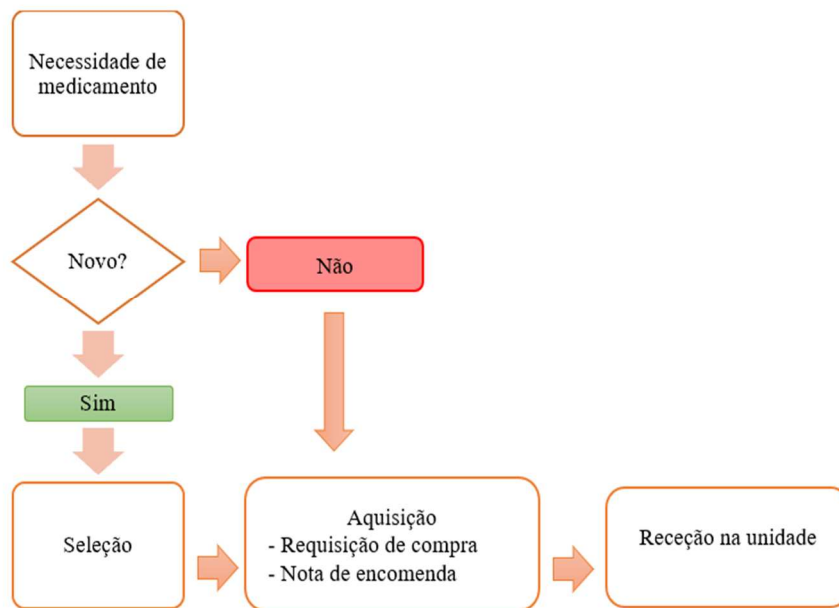 Necessidade de
medicamento
Novo?
Não
Sim
Seleção
Aquisição
- Requisição de compra
- Nota de encomenda
Receção na unidade